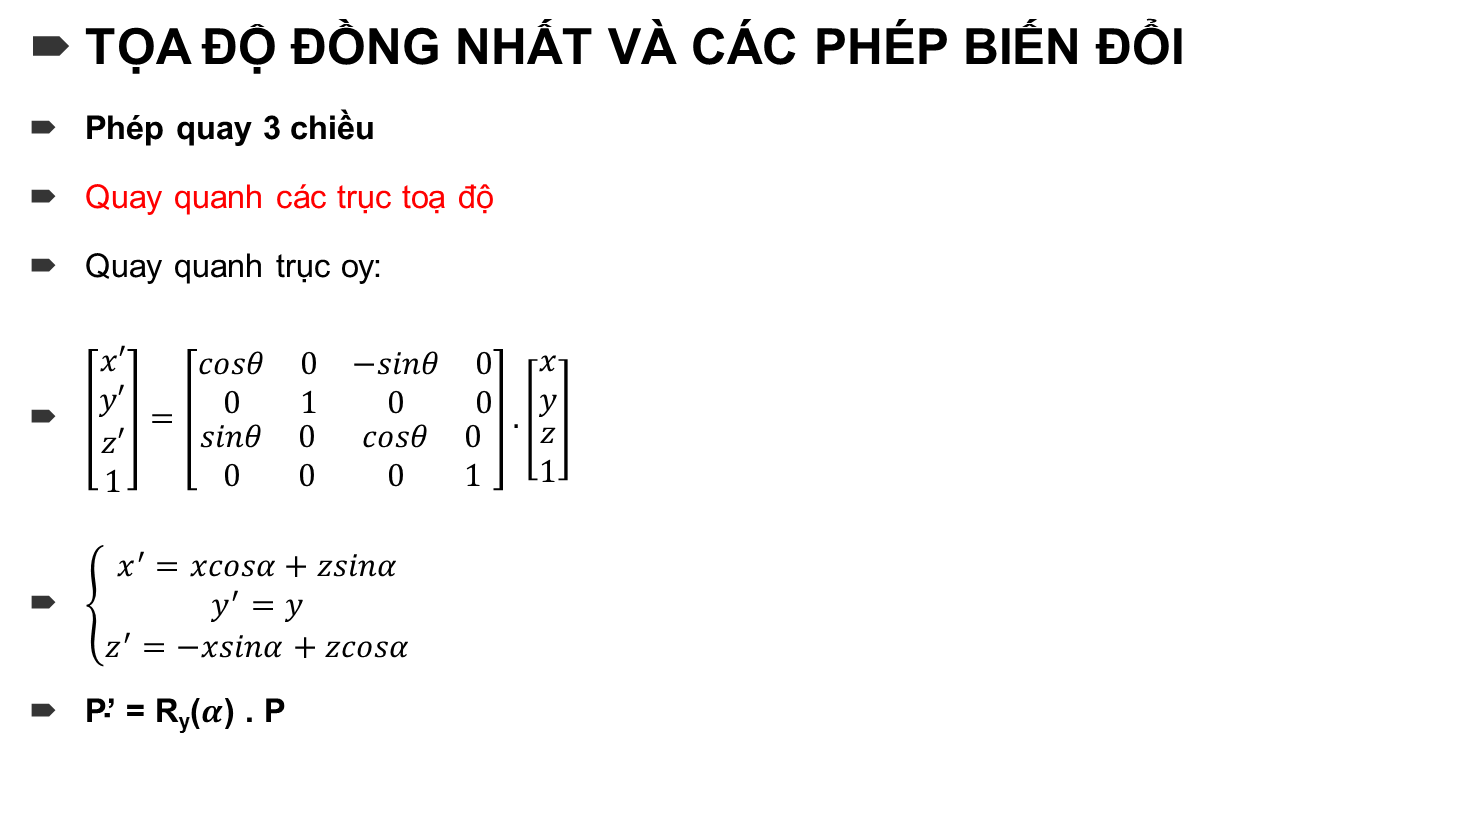 TỌA ĐỘ ĐỒNG NHẤT VÀ CÁC PHÉP BIẾN ĐỔI
Phép quay 3 chiều
Quay quanh các trục toạ độ
Quay quanh trục oy:
[x′ y′ z′ 1] = [cosθ 0 −sinθ 0; 0 1 0 0; sinθ 0 cosθ 0; 0 0 0 1] . [x y z 1]
{x′ = xcosα + zsinα
y′ = y
z′ = −xsinα + zcosα
P.’ = Ry(α) . P